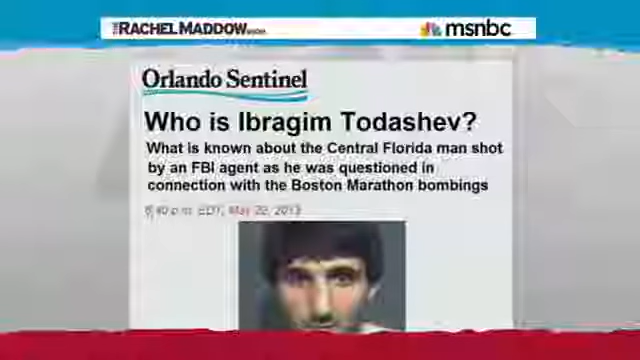 THE RACHEL MADDOW SHOW
msnbc
Orlando Sentinel
Who is Ibragim Todashev?
What is known about the Central Florida man shot
by an FBI agent as he was questioned in
connection with the Boston Marathon bombings
p.m. EDT, May 22, 2013